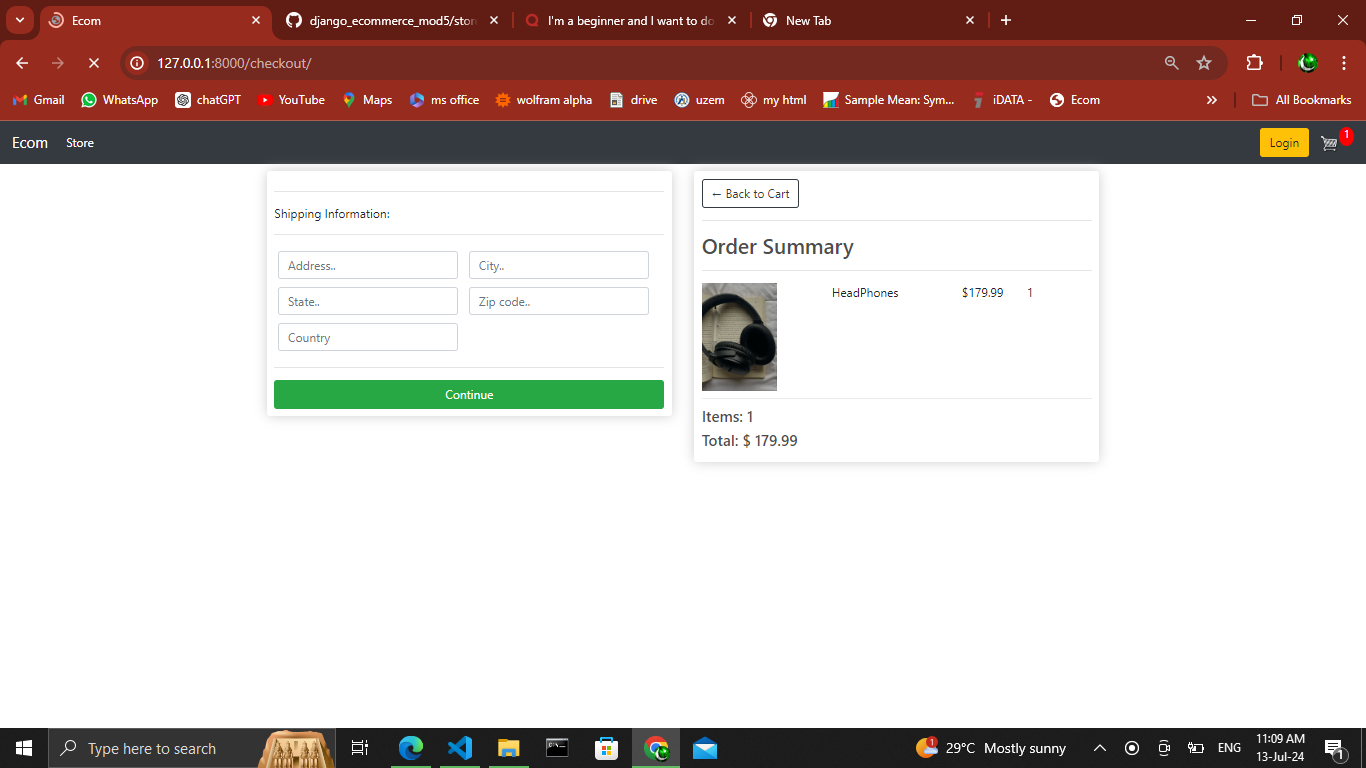 Ecom
django_ecommerce_mod5/stor
I'm a beginner and I want to do
New Tab
127.0.0.1:8000/checkout/
Gmail WhatsApp chatGPT YouTube Maps ms office wolfram alpha drive uzem my html Sample Mean: Sym... iDATA - Ecom » All Bookmarks
Ecom Store Login 1
Shipping Information:
Address.. City..
State.. Zip code..
Country
Continue
← Back to Cart
Order Summary
HeadPhones $179.99 1
Items: 1
Total: $ 179.99
Type here to search
1 29°C Mostly sunny ENG
11:09 AM
13-Jul-24
1